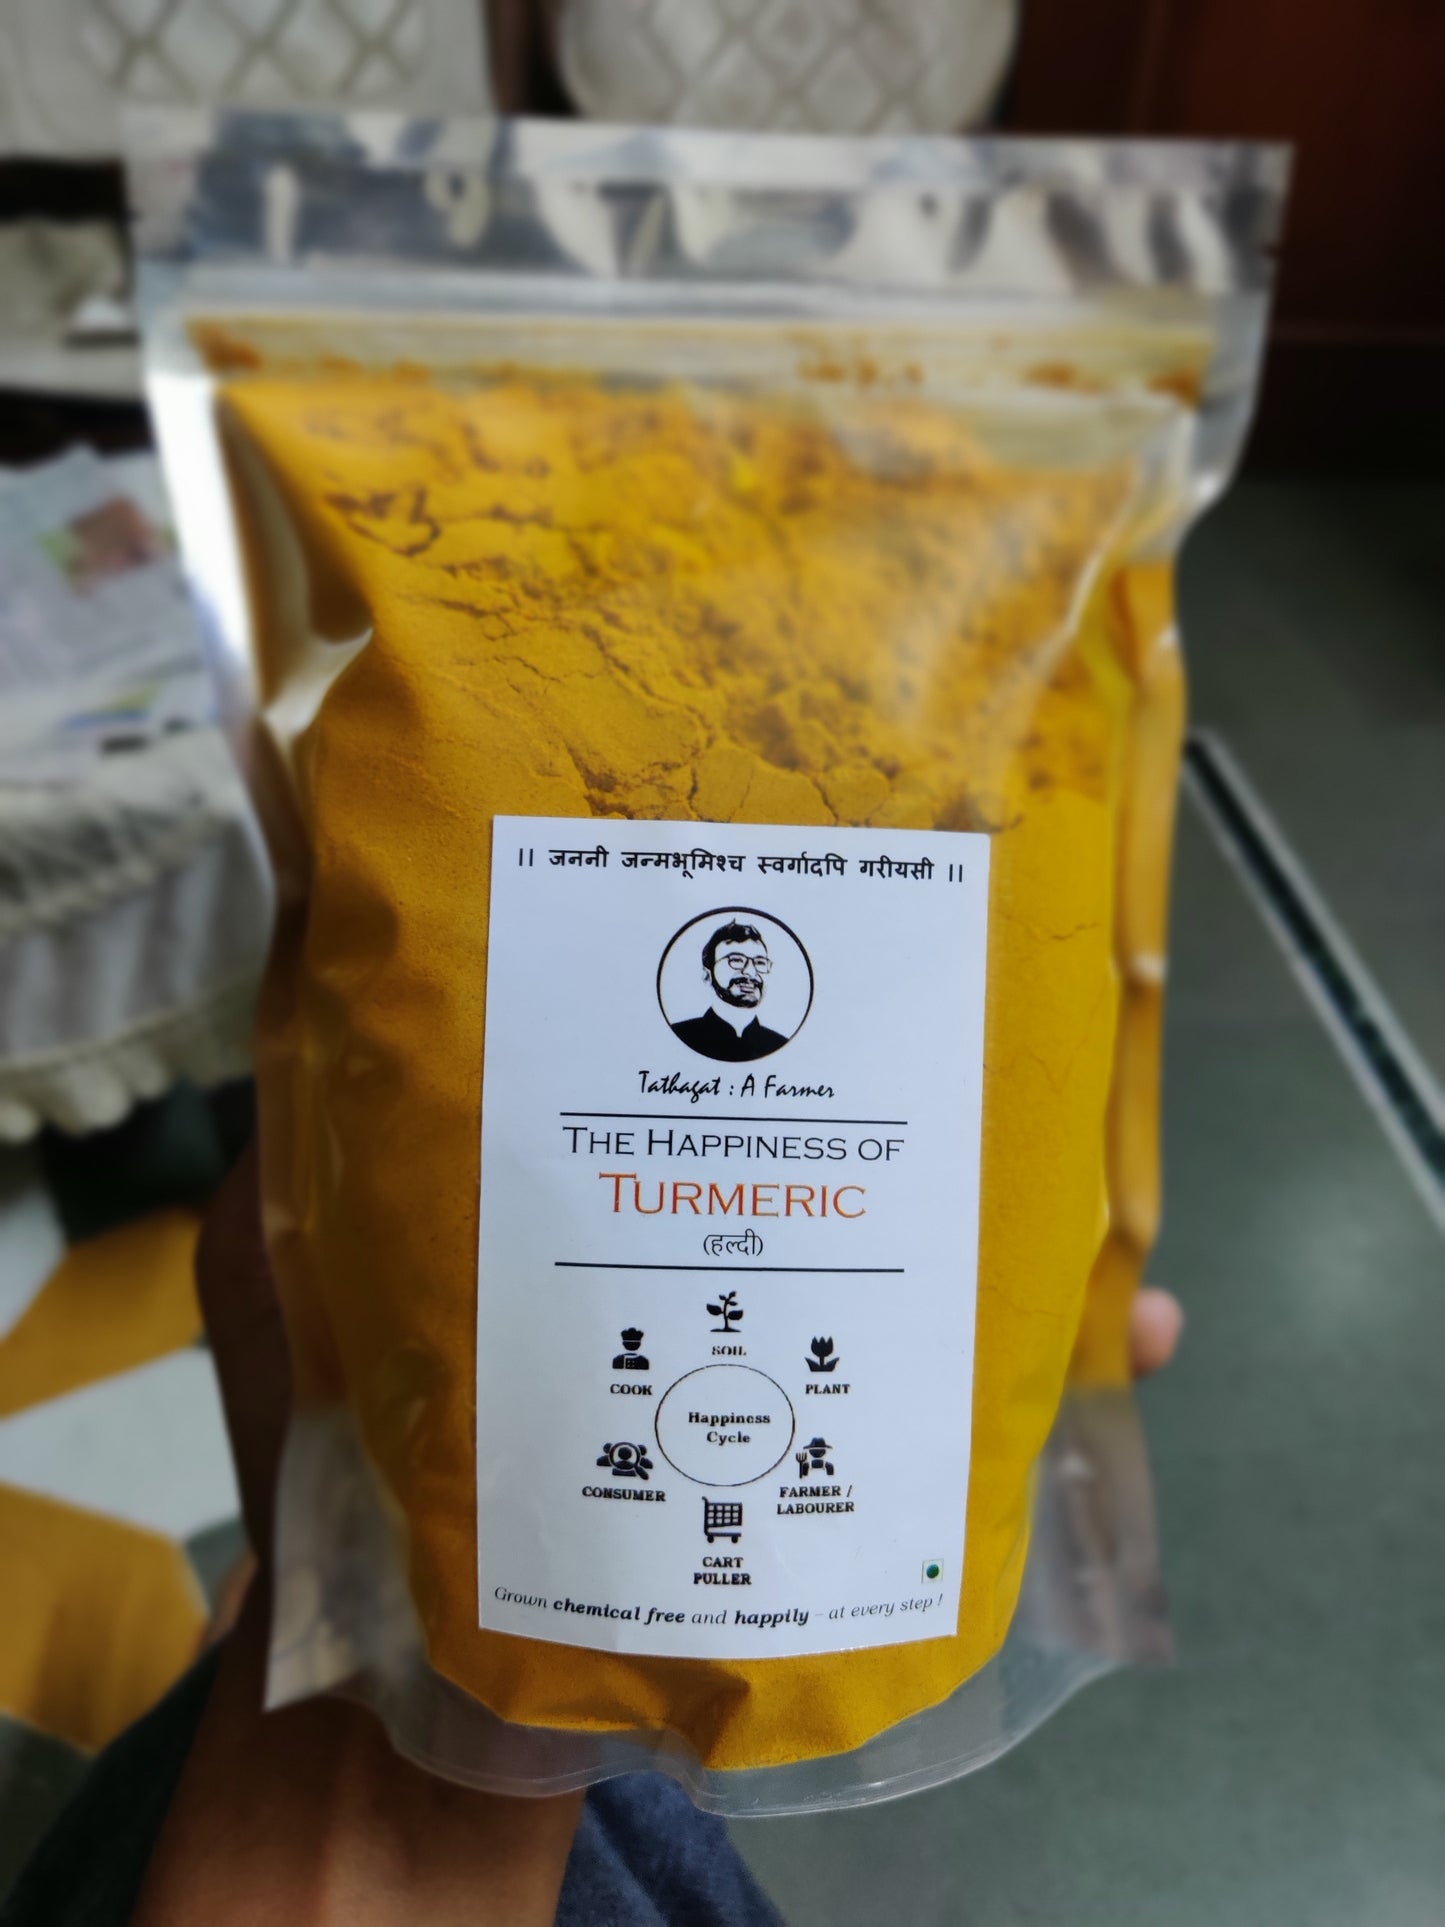 ।। जननी जन्मभूमिश्च स्वर्गादपि गरीयसी ।।
Tathagat : A Farmer
THE HAPPINESS OF
TURMERIC
(हल्दी)
SOIL
COOK
PLANT
Happiness
Cycle
CONSUMER
FARMER /
LABOURER
CART
PULLER
Grown chemical free and happily – at every step !